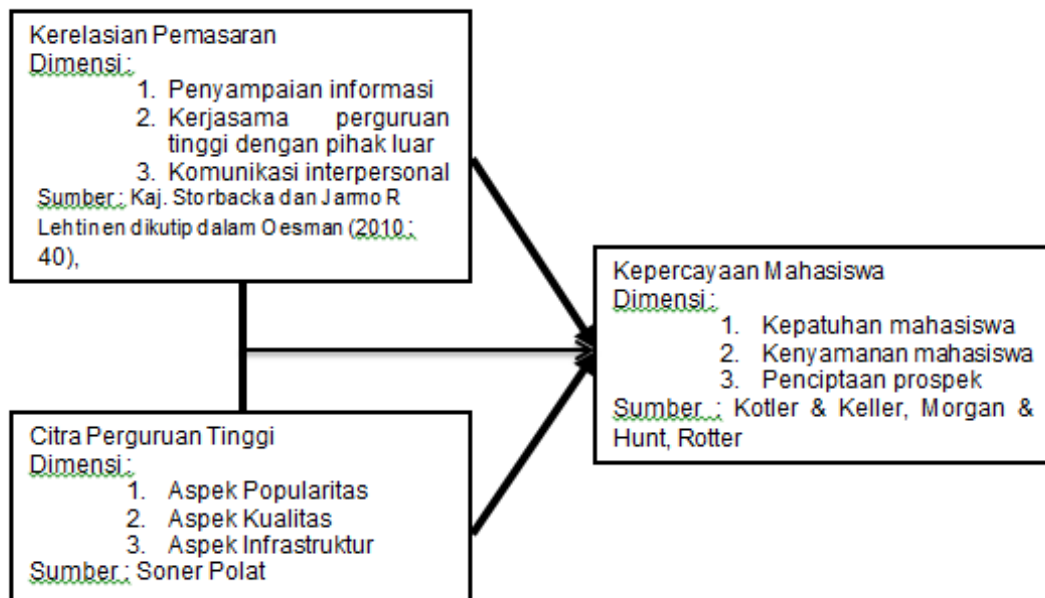 Kerelasian Pemasaran
Dimensi :
1. Penyampaian informasi
2. Kerjasama perguruan
tinggi dengan pihak luar
3. Komunikasi interpersonal
Sumber : Kaj. Storbacka dan Jarmo R
Lehtinen dikutip dalam Oesman (2010 :
40),
Kepercayaan Mahasiswa
Dimensi :
1. Kepatuhan mahasiswa
2. Kenyamanan mahasiswa
3. Penciptaan prospek
Sumber : Kotler & Keller, Morgan &
Hunt, Rotter
Citra Perguruan Tinggi
Dimensi :
1. Aspek Popularitas
2. Aspek Kualitas
3. Aspek Infrastruktur
Sumber : Soner Polat